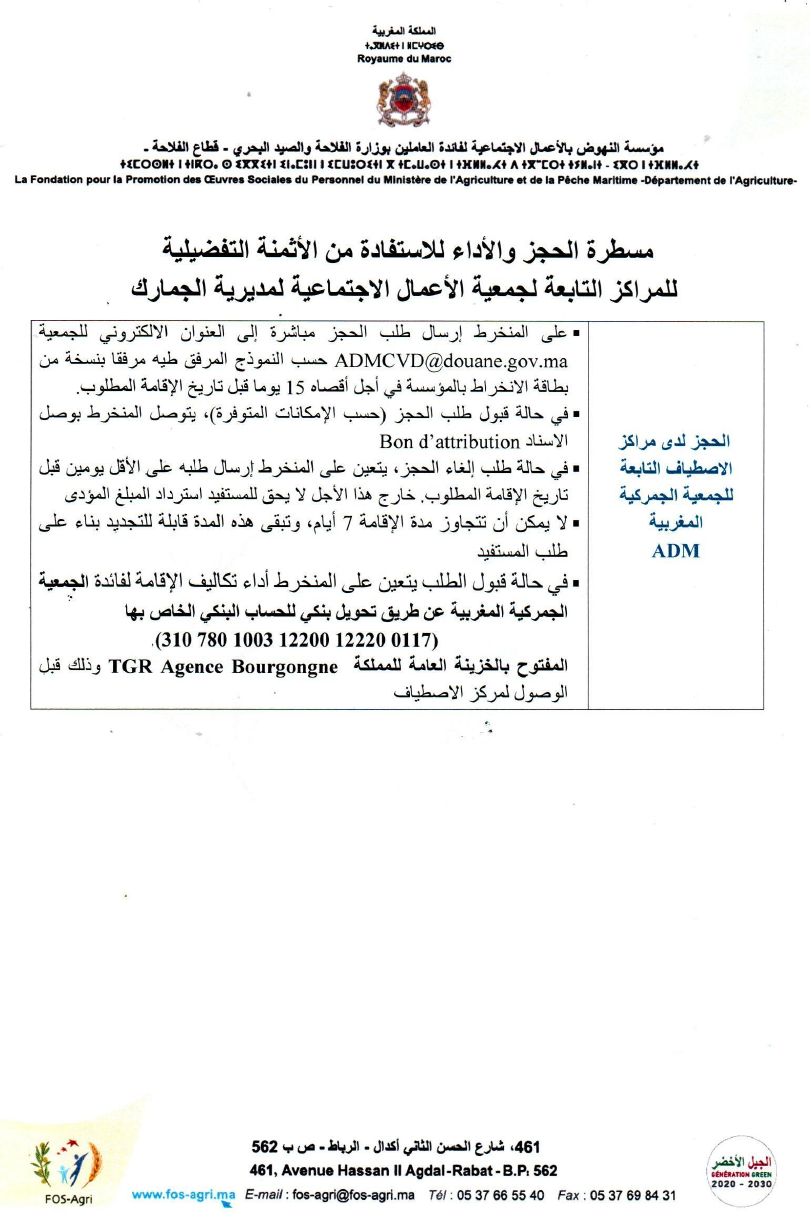 المملكة المغربية
ⵜⴰⴳⵍⴷⵉⵜ ⵏ ⵍⵎⵖⵔⵉⴱ
Royaume du Maroc
مؤسسة النهوض بالأعمال الاجتماعية لفائدة العاملين بوزارة الفلاحة والصيد البحري - قطاع الفلاحة -
La Fondation pour la Promotion des Œuvres Sociales du Personnel du Ministère de l'Agriculture et de la Pêche Maritime -Département de l'Agriculture-
مسطرة الحجز والأداء للاستفادة من الأثمنة التفضيلية
للمراكز التابعة لجمعية الأعمال الاجتماعية لمديرية الجمارك
الحجز لدى مراكز
الاصطياف التابعة
للجمعية الجمركية
المغربية
ADM
▪ على المنخرط إرسال طلب الحجز مباشرة إلى العنوان الالكتروني للجمعية
ADMCVD@douane.gov.ma حسب النموذج المرفق طيه مرفقا بنسخة من
بطاقة الانخراط بالمؤسسة في أجل أقصاه 15 يوما قبل تاريخ الإقامة المطلوب.
▪ في حالة قبول طلب الحجز (حسب الإمكانات المتوفرة)، يتوصل المنخرط بوصل
الاسناد Bon d'attribution
▪ في حالة طلب إلغاء الحجز، يتعين على المنخرط إرسال طلبه على الأقل يومين قبل
تاريخ الإقامة المطلوب. خارج هذا الأجل لا يحق للمستفيد استرداد المبلغ المؤدى
▪ لا يمكن أن تتجاوز مدة الإقامة 7 أيام، وتبقى هذه المدة قابلة للتجديد بناء على
طلب المستفيد
▪ في حالة قبول الطلب يتعين على المنخرط أداء تكاليف الإقامة لفائدة الجمعية
الجمركية المغربية عن طريق تحويل بنكي للحساب البنكي الخاص بها
(310 780 1003 12200 12220 0117).
المفتوح بالخزينة العامة للمملكة TGR Agence Bourgongne وذلك قبل
الوصول لمركز الاصطياف
461، شارع الحسن الثاني أكدال - الرباط - ص ب 562
461, Avenue Hassan II Agdal-Rabat - B.P: 562
www.fos-agri.ma E-mail : fos-agri@fos-agri.ma Tél : 05 37 66 55 40 Fax : 05 37 69 84 31
FOS-Agri
الجيل الأخضر
GÉNÉRATION GREEN
2020 - 2030